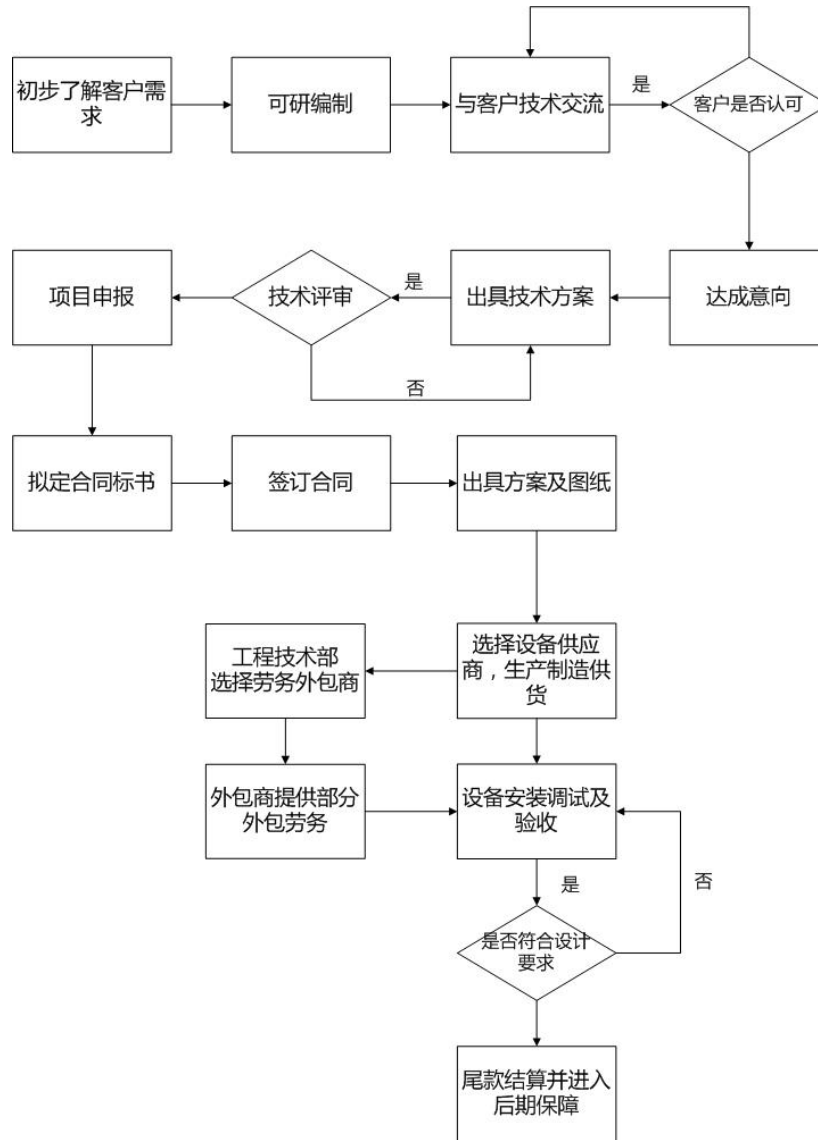 初步了解客户需
求
可研编制
与客户技术交流
是
客户是否认可
项目申报
技术评审
是
出具技术方案
达成意向
否
拟定合同标书
签订合同
出具方案及图纸
工程技术部
选择劳务外包商
选择设备供应
商，生产制造供
货
外包商提供部分
外包劳务
设备安装调试及
验收
是
否
是否符合设计
要求
尾款结算并进入
后期保障